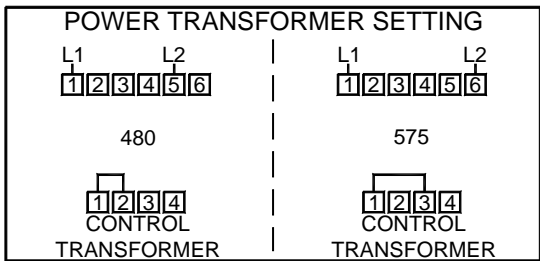 POWER TRANSFORMER SETTING
L1 L2 L1 L2
1 2 3 4 5 6 1 2 3 4 5 6
480 575
1 2 3 4 1 2 3 4
CONTROL CONTROL
TRANSFORMER TRANSFORMER